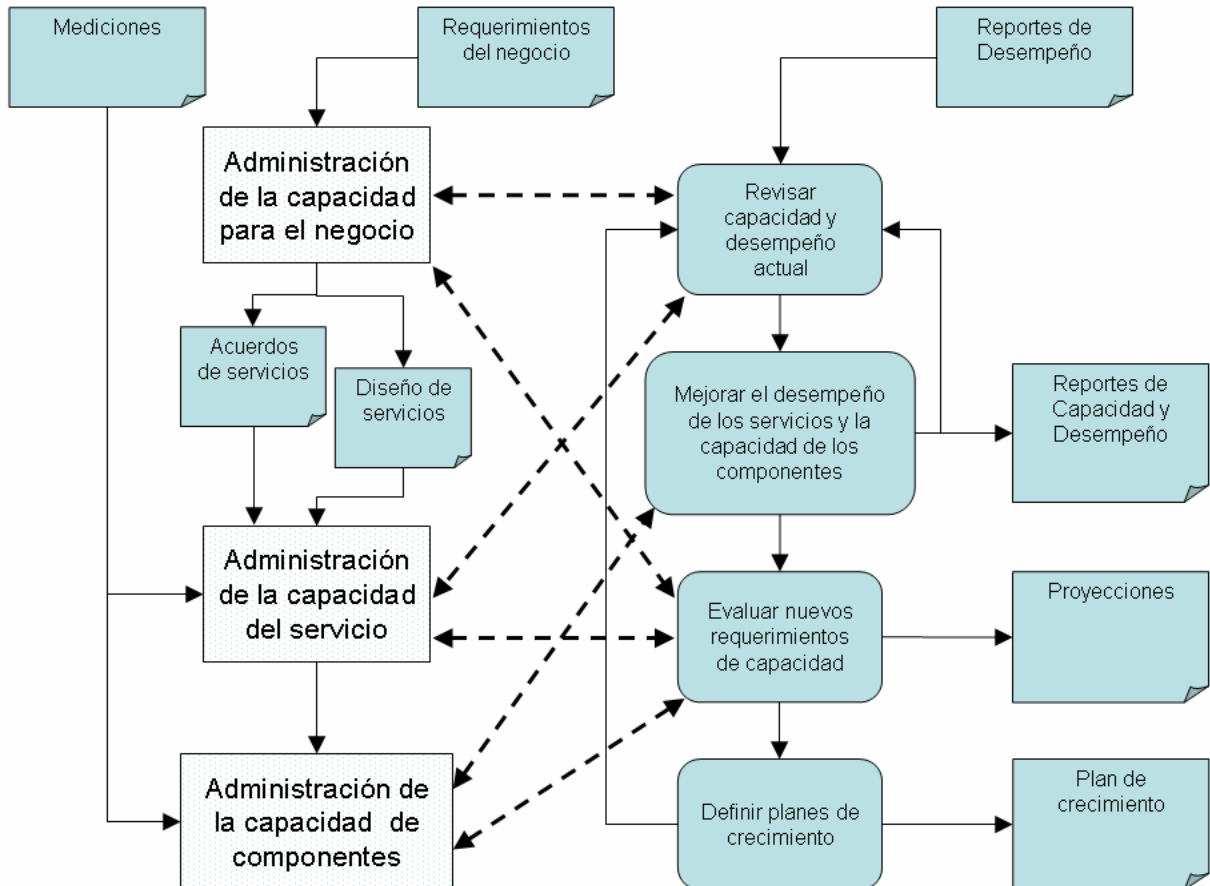 Mediciones
Requerimientos
del negocio
Reportes de
Desempeño
Administración
de la capacidad
para el negocio
Revisar
capacidad y
desempeño
actual
Acuerdos
de servicios
Diseño de
servicios
Mejorar el desempeño
de los servicios y la
capacidad de los
componentes
Reportes de
Capacidad y
Desempeño
Administración
de la capacidad
del servicio
Evaluar nuevos
requerimientos
de capacidad
Proyecciones
Administración de
la capacidad de
componentes
Definir planes de
crecimiento
Plan de
crecimiento